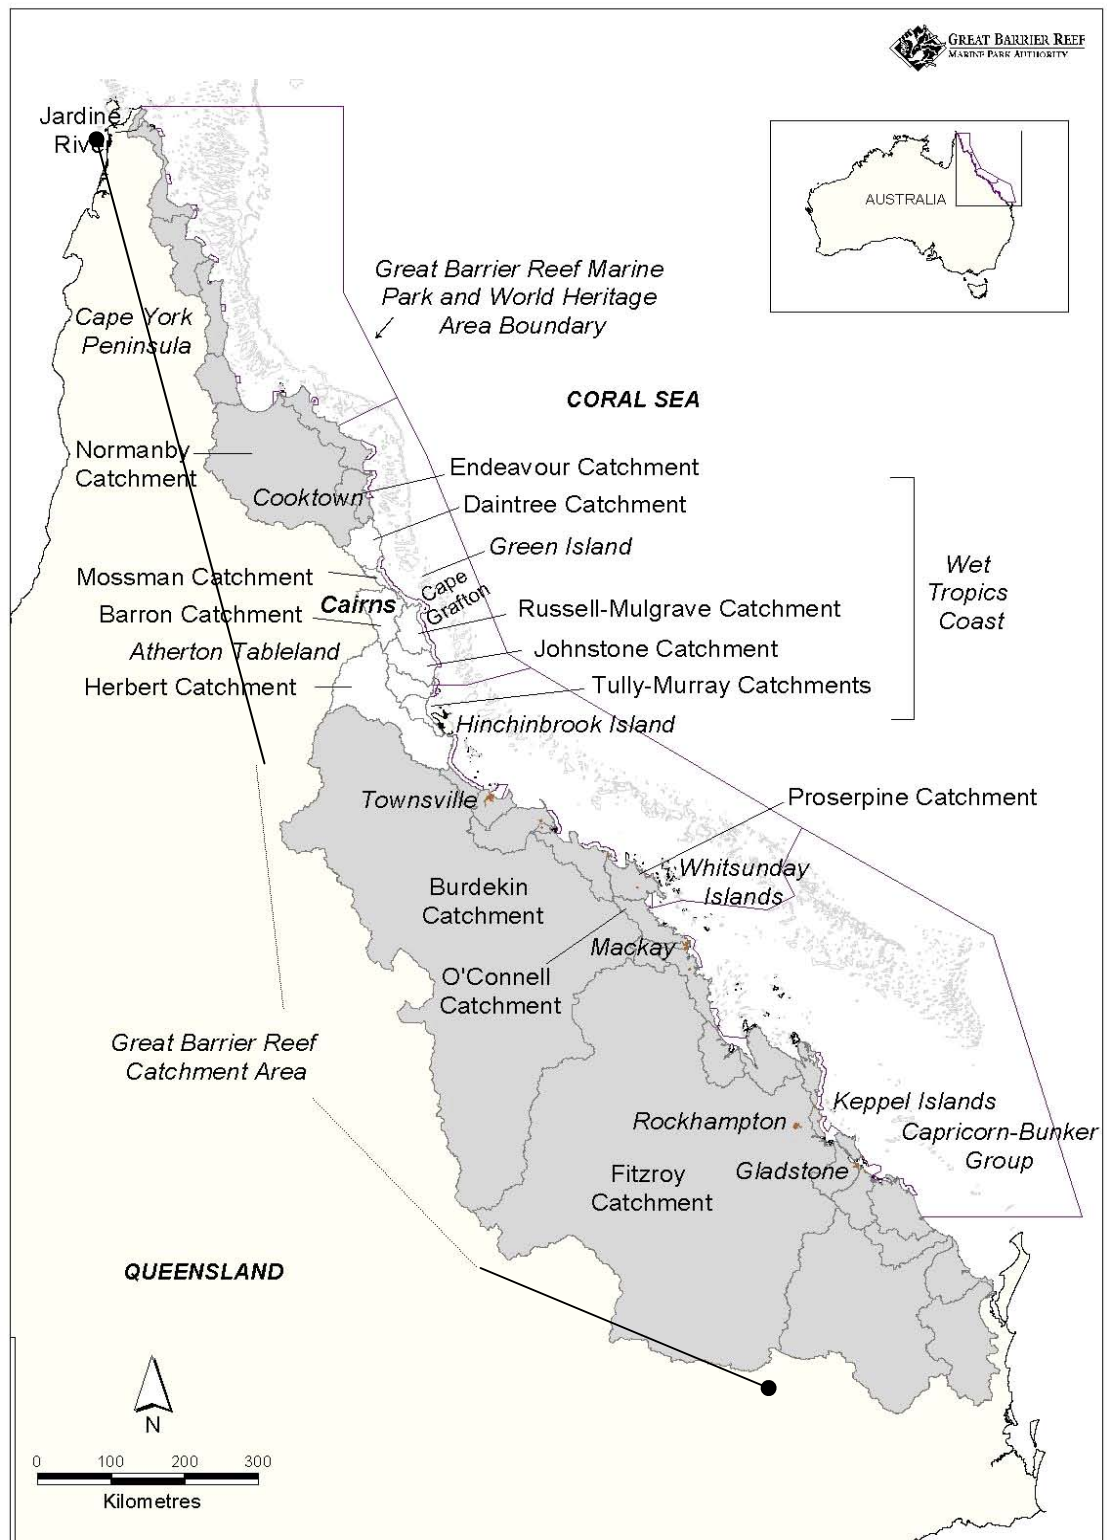 GREAT BARRIER REEF
MARINE PARK AUTHORITY
Jardine
River
AUSTRALIA
Great Barrier Reef Marine
Park and World Heritage
Area Boundary
Cape York
Peninsula
CORAL SEA
Normanby
Catchment
Endeavour Catchment
Cooktown
Daintree Catchment
Green Island
Wet
Tropics
Coast
Mossman Catchment
Cape
Grafton
Cairns
Barron Catchment
Russell-Mulgrave Catchment
Atherton Tableland
Johnstone Catchment
Herbert Catchment
Tully-Murray Catchments
Hinchinbrook Island
Townsville
Proserpine Catchment
Whitsunday
Islands
Burdekin
Catchment
Mackay
O'Connell
Catchment
Great Barrier Reef
Catchment Area
Keppel Islands
Rockhampton
Capricorn-Bunker
Group
Gladstone
Fitzroy
Catchment
QUEENSLAND
N
0 100 200 300
Kilometres